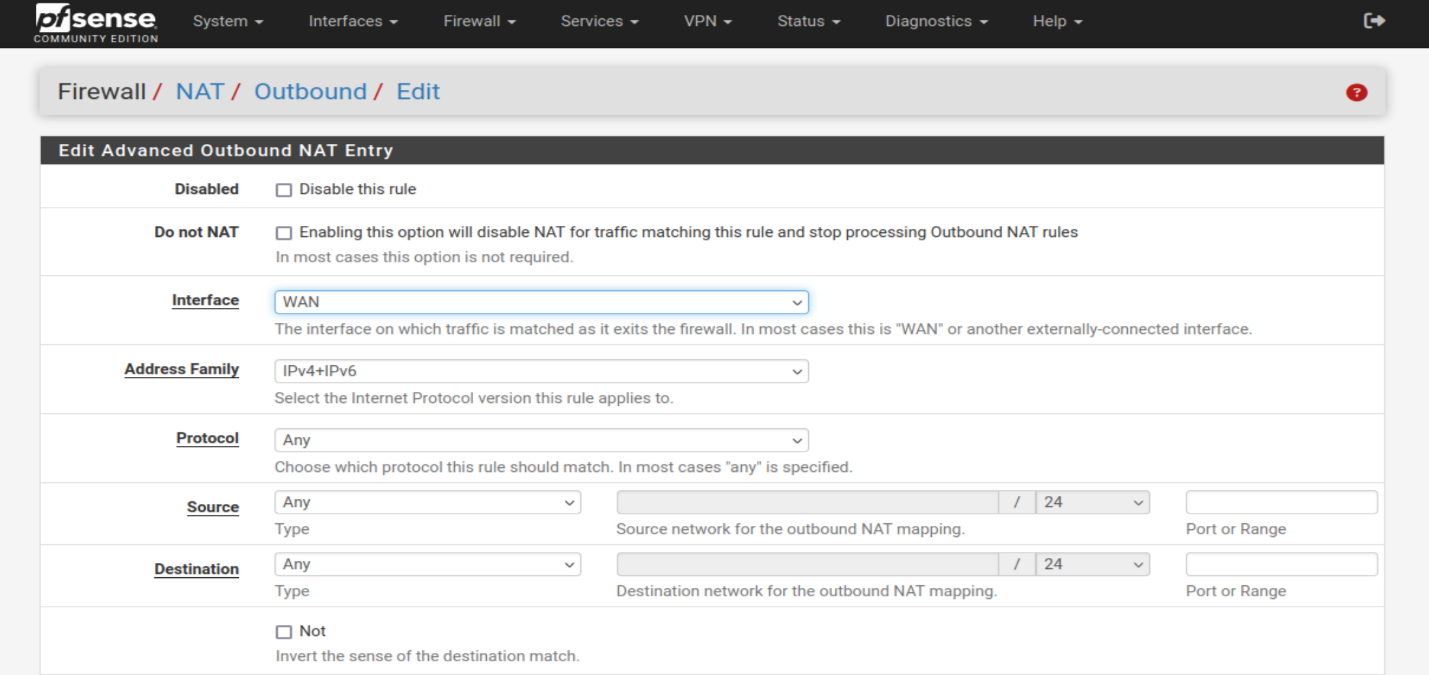 pfsense
COMMUNITY EDITION
System Interfaces Firewall Services VPN Status Diagnostics Help
Firewall / NAT / Outbound / Edit
?
Edit Advanced Outbound NAT Entry
Disabled Disable this rule
Do not NAT Enabling this option will disable NAT for traffic matching this rule and stop processing Outbound NAT rules
In most cases this option is not required.
Interface WAN
The interface on which traffic is matched as it exits the firewall. In most cases this is "WAN" or another externally-connected interface.
Address Family IPv4+IPv6
Select the Internet Protocol version this rule applies to.
Protocol Any
Choose which protocol this rule should match. In most cases "any" is specified.
Source Any / 24
Type Source network for the outbound NAT mapping. Port or Range
Destination Any / 24
Type Destination network for the outbound NAT mapping. Port or Range
Not
Invert the sense of the destination match.